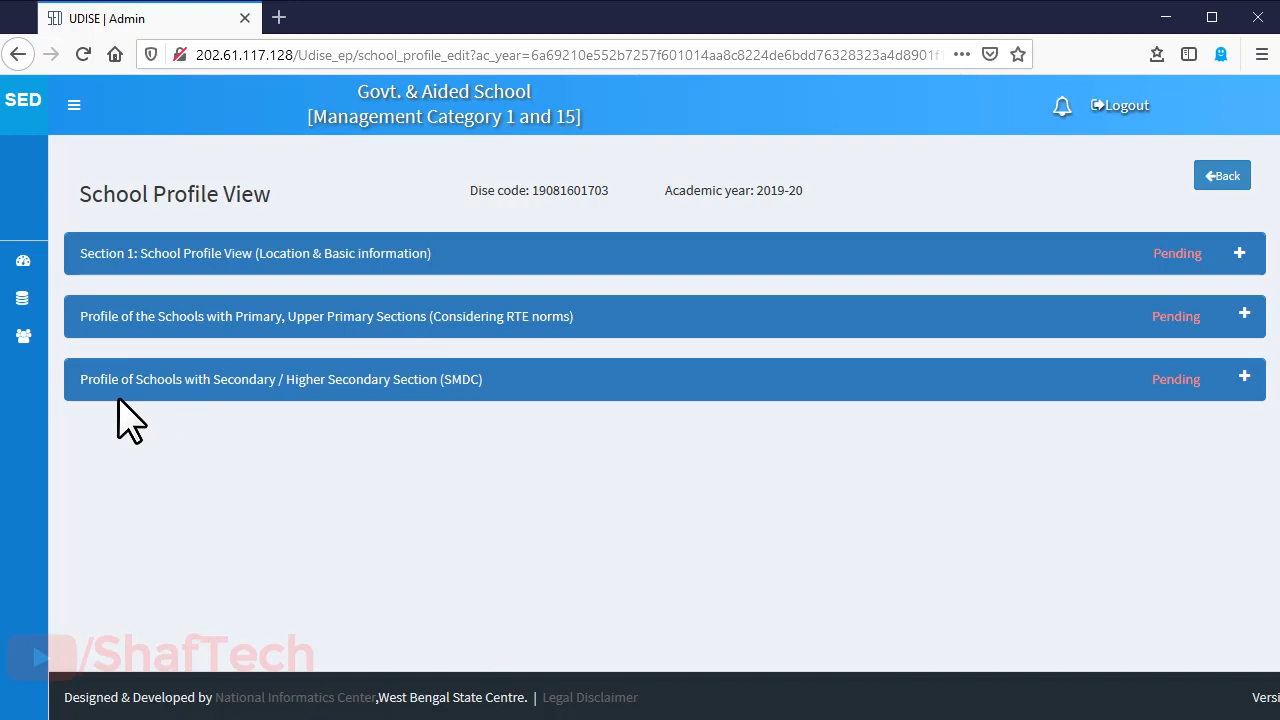 UDISE | Admin
202.61.117.128/Udise_ep/school_profile_edit?ac_year=6a69210e552b7257f601014aa8c8224de6bdd76328323a4d8901f
SED
Govt. & Aided School
[Management Category 1 and 15]
Logout
School Profile View
Dise code: 19081601703
Academic year: 2019-20
Back
Section 1: School Profile View (Location & Basic information)
Pending
Profile of the Schools with Primary, Upper Primary Sections (Considering RTE norms)
Pending
Profile of Schools with Secondary / Higher Secondary Section (SMDC)
Pending
/ShafTech
Designed & Developed by National Informatics Center,West Bengal State Centre. | Legal Disclaimer
Versi